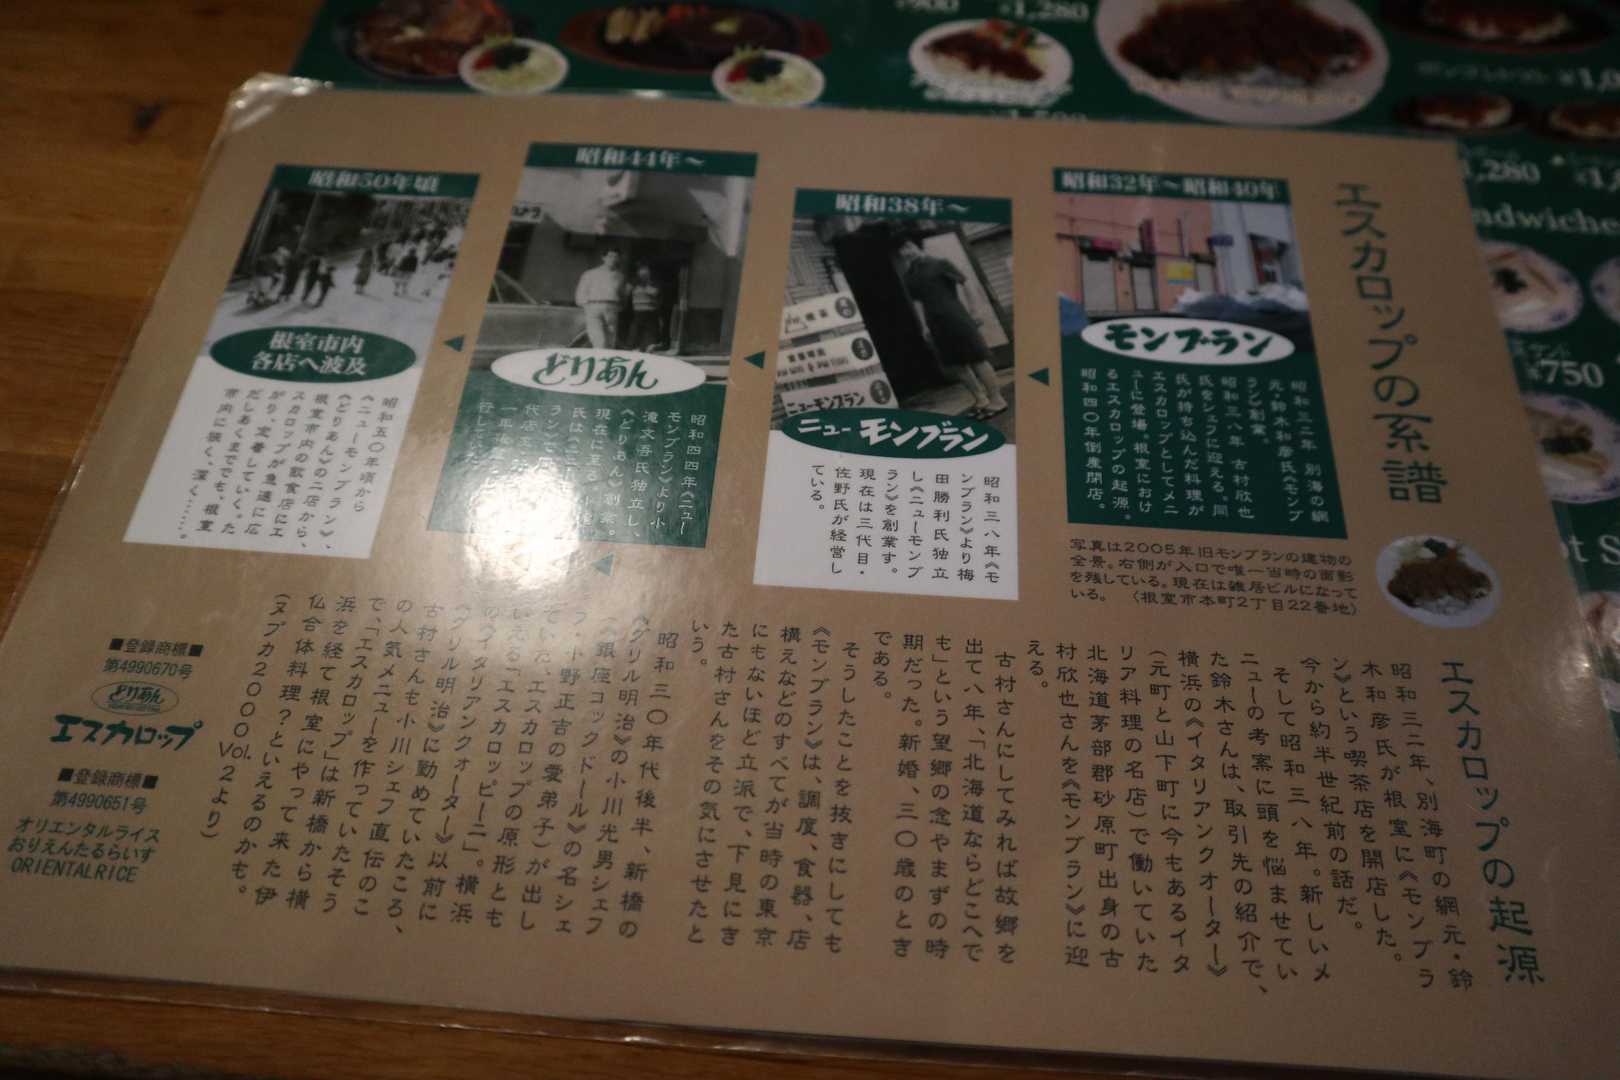 エスカロップの系譜
昭和32年～昭和40年
モンブラン
昭和三二年 別海の網
元・鈴木和彦氏《モンブ
ラン》創業。
昭和三八年 古村欣也
氏をシェフに迎える。同
氏が持ち込んだ料理が
エスカロップとしてメニ
ューに登場。根室におけ
るエスカロップの起源。
昭和四〇年倒産閉店。
写真は2005年旧モンブランの建物の
全景。右側が入口で唯一当時の面影
を残している。現在は雑居ビルになって
いる。 （根室市本町2丁目22番地）
昭和38年～
ニューモンブラン
ニュー モンブラン
昭和三八年《モ
ンブラン》より梅
田勝利氏独立
し《ニューモンブ
ラン》を創業す。
現在は三代目・
佐野氏が経営し
ている。
昭和44年～
どりあん
昭和四四年《ニュー
モンブラン》より小
滝文吾氏独立し、
《どりあん》創業。
現在に至る。
昭和50年頃
根室市内
各店へ波及
昭和五〇年頃から
《ニューモンブラン》、
《どりあん》の二店から、
根室市内の飲食店にエ
スカロップが急速に広
がり、定着していく。た
だしあくまででも、根室
市内に狭く、深く……。
エスカロップの起源
昭和三二年、別海町の網元・鈴
木和彦氏が根室に《モンブラ
ン》という喫茶店を開店した。
今から約半世紀前の話だ。
そして昭和三八年。新しいメ
ニューの考案に頭を悩ませてい
た鈴木さんは、取引先の紹介で、
横浜の《イタリアンクオーター》
（元町と山下町に今もあるイタ
リア料理の名店）で働いていた
北海道茅部郡砂原町出身の古
村欣也さんを《モンブラン》に迎
える。
古村さんにしてみれば故郷を
出て八年、「北海道ならどこへで
も」という望郷の念やまずの時
期だった。新婚、三〇歳のとき
である。
そうしたことを抜きにしても
《モンブラン》は、調度、食器、店
構えなどのすべてが当時の東京
にもないほど立派で、下見にき
た古村さんをその気にさせたと
いう。
昭和三〇年代後半、新橋の
《グリル明治》の小川光男シェフ
（《銀座コックドール》の名シェ
フ・小野正吉の愛弟子）が出し
ていた「エスカロップの原形とも
いえる「エスカロッピーニ」。横浜
の《イタリアンクォーター》以前に
《グリル明治》に勤めていたころ、
古村さんも小川シェフ直伝のこ
の人気メニューを作っていたそう
で、「エスカロップ」は新橋から横
浜を経て根室にやって来た伊
仏合体料理？といえるのかも。
（ヌプカ2000Vol.2より）
■登録商標■
第4990670号
どりあん
エスカロップ
■登録商標■
第4990651号
オリエンタルライス
おりえんたるらいす
ORIENTALRICE
¥1,280
¥750